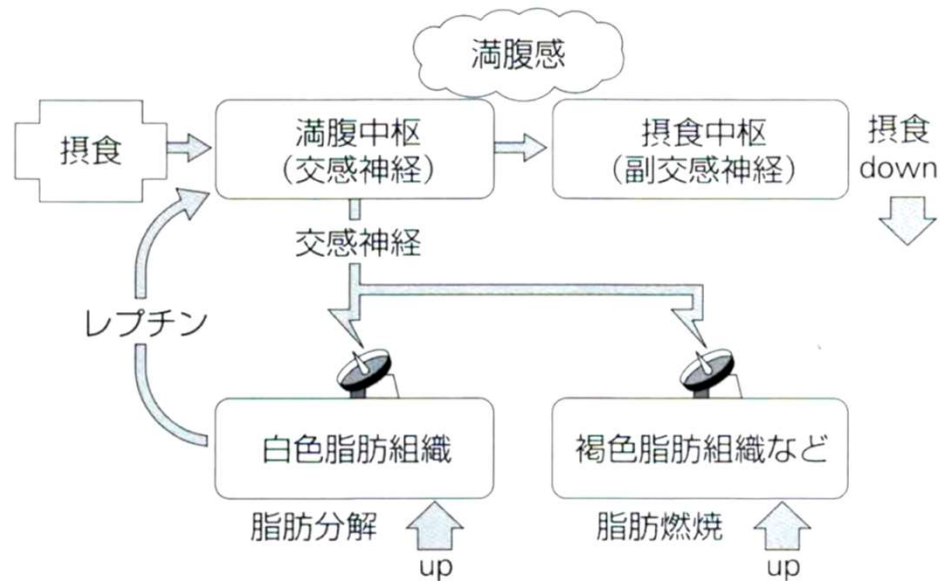 満腹感
摂食
満腹中枢
(交感神経)
摂食中枢
(副交感神経)
摂食
down
交感神経
レプチン
白色脂肪組織
褐色脂肪組織など
脂肪分解
up
脂肪燃焼
up